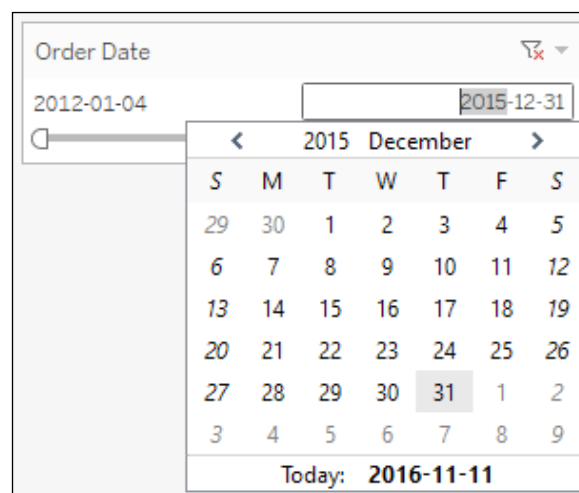 Order Date
2012-01-04 2015-12-31
2015 December
S M T W T F S
29 30 1 2 3 4 5
6 7 8 9 10 11 12
13 14 15 16 17 18 19
20 21 22 23 24 25 26
27 28 29 30 31 1 2
3 4 5 6 7 8 9
Today: 2016-11-11